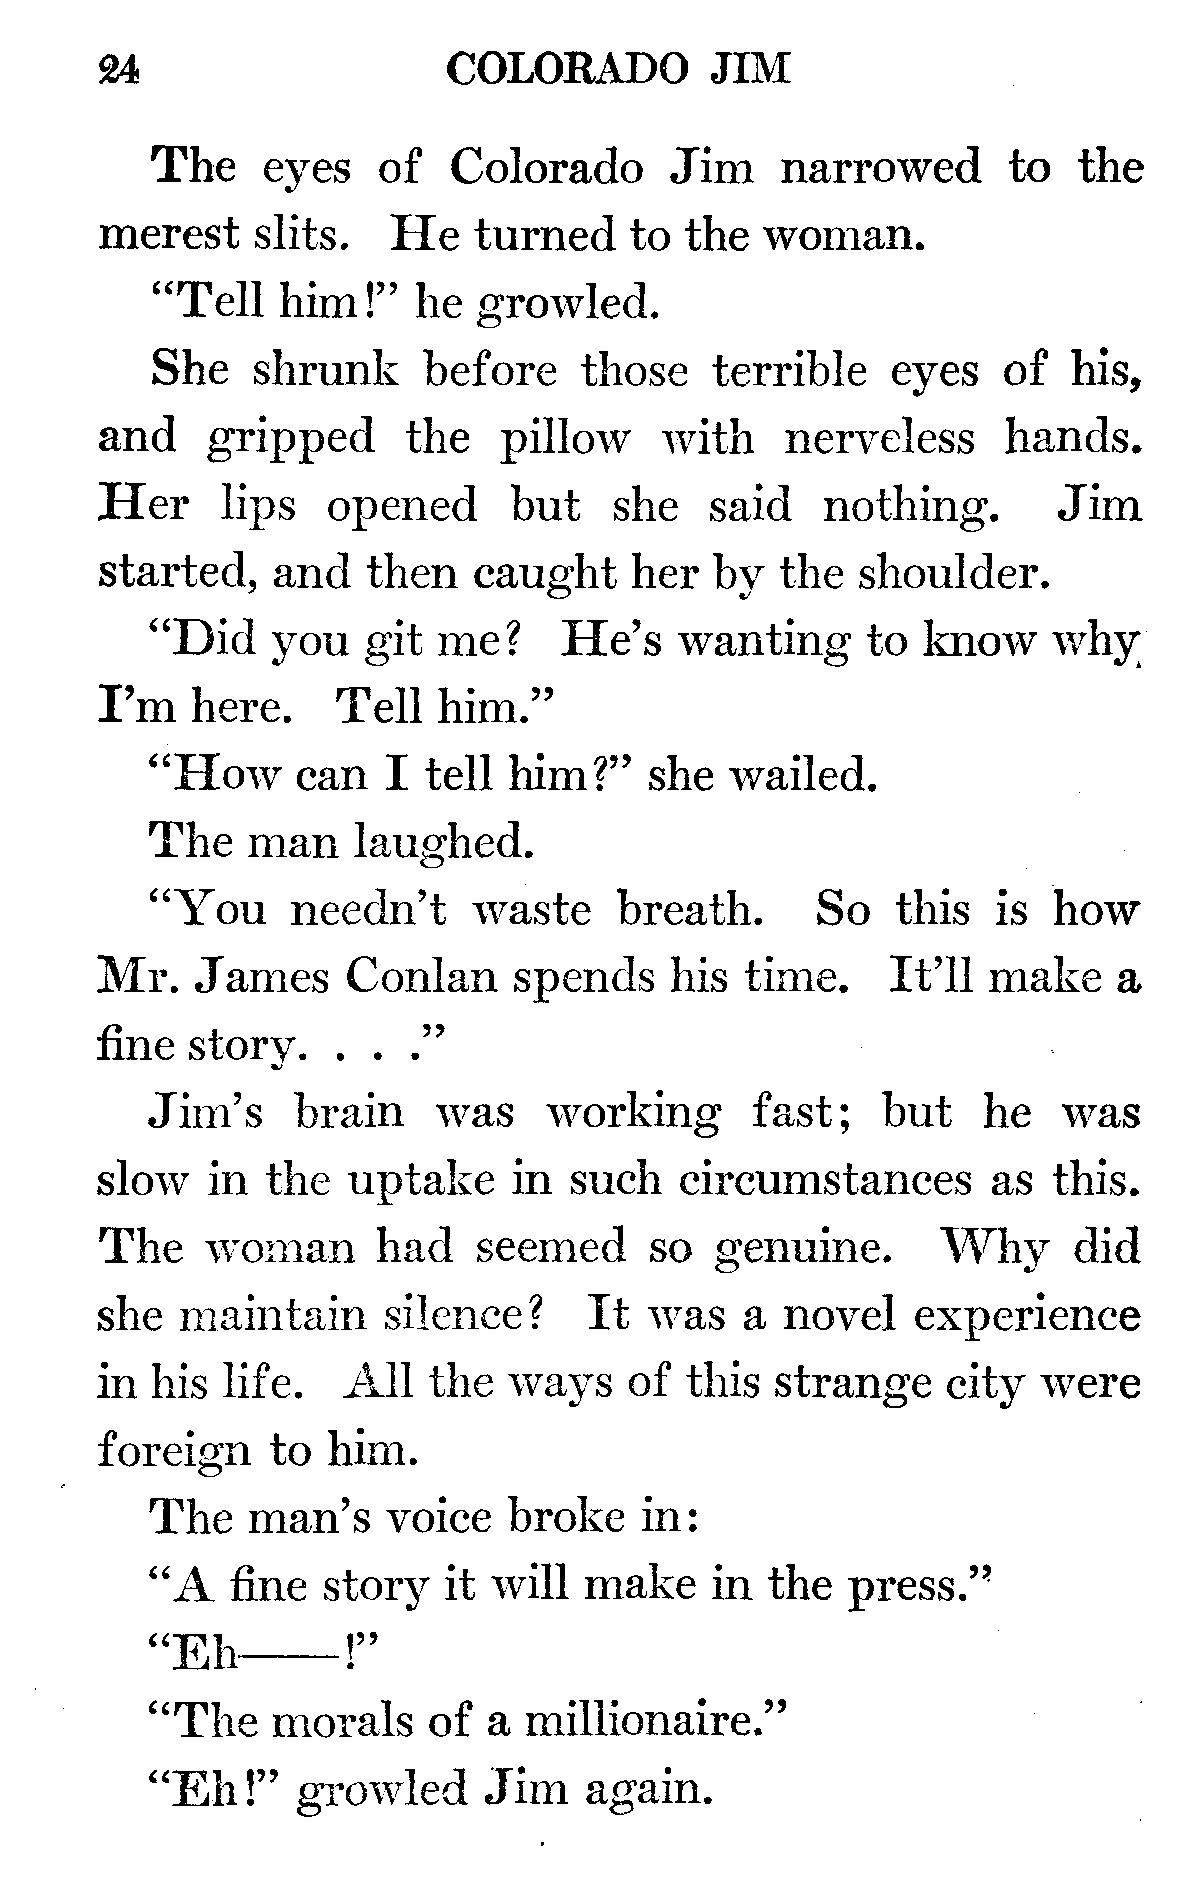 24 COLORADO JIM
The eyes of Colorado Jim narrowed to the
merest slits. He turned to the woman.
“Tell him!” he growled.
She shrunk before those terrible eyes of his,
and gripped the pillow with nerveless hands.
Her lips opened but she said nothing. Jim
started, and then caught her by the shoulder.
“Did you git me? He’s wanting to know why
I’m here. Tell him.”
“How can I tell him?” she wailed.
The man laughed.
“You needn’t waste breath. So this is how
Mr. James Conlan spends his time. It’ll make a
fine story. . . .”
Jim’s brain was working fast; but he was
slow in the uptake in such circumstances as this.
The woman had seemed so genuine. Why did
she maintain silence? It was a novel experience
in his life. All the ways of this strange city were
foreign to him.
The man’s voice broke in:
“A fine story it will make in the press.”
“Eh——!”
“The morals of a millionaire.”
“Eh!” growled Jim again.